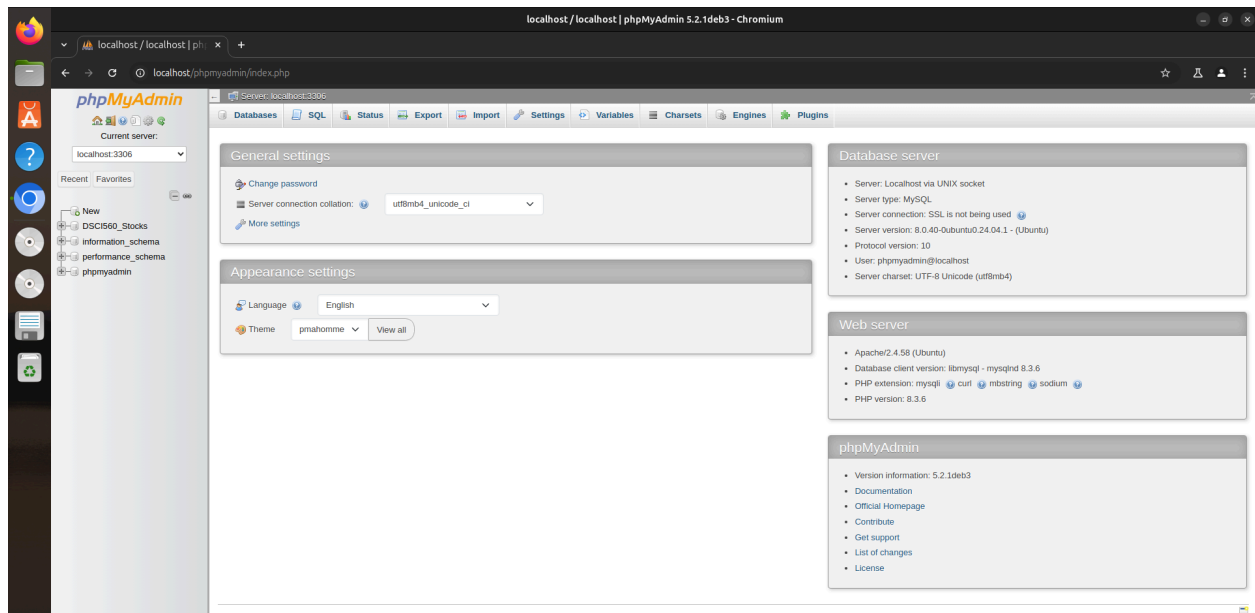 localhost / localhost | phpMyAdmin 5.2.1deb3 - Chromium
localhost / localhost | ph
localhost/phpmyadmin/index.php
phpMyAdmin
Current server:
localhost:3306
Recent Favorites
New
DSCI560_Stocks
information_schema
performance_schema
phpmyadmin
Server: localhost:3306
Databases SQL Status Export Import Settings Variables Charsets Engines Plugins
General settings
Change password
Server connection collation: utf8mb4_unicode_ci
More settings
Appearance settings
Language English
Theme pmahomme View all
Database server
• Server: Localhost via UNIX socket
• Server type: MySQL
• Server connection: SSL is not being used
• Server version: 8.0.40-0ubuntu0.24.04.1 - (Ubuntu)
• Protocol version: 10
• User: phpmyadmin@localhost
• Server charset: UTF-8 Unicode (utf8mb4)
Web server
• Apache/2.4.58 (Ubuntu)
• Database client version: libmysql - mysqlnd 8.3.6
• PHP extension: mysqli curl mbstring sodium
• PHP version: 8.3.6
phpMyAdmin
• Version information: 5.2.1deb3
• Documentation
• Official Homepage
• Contribute
• Get support
• List of changes
• License